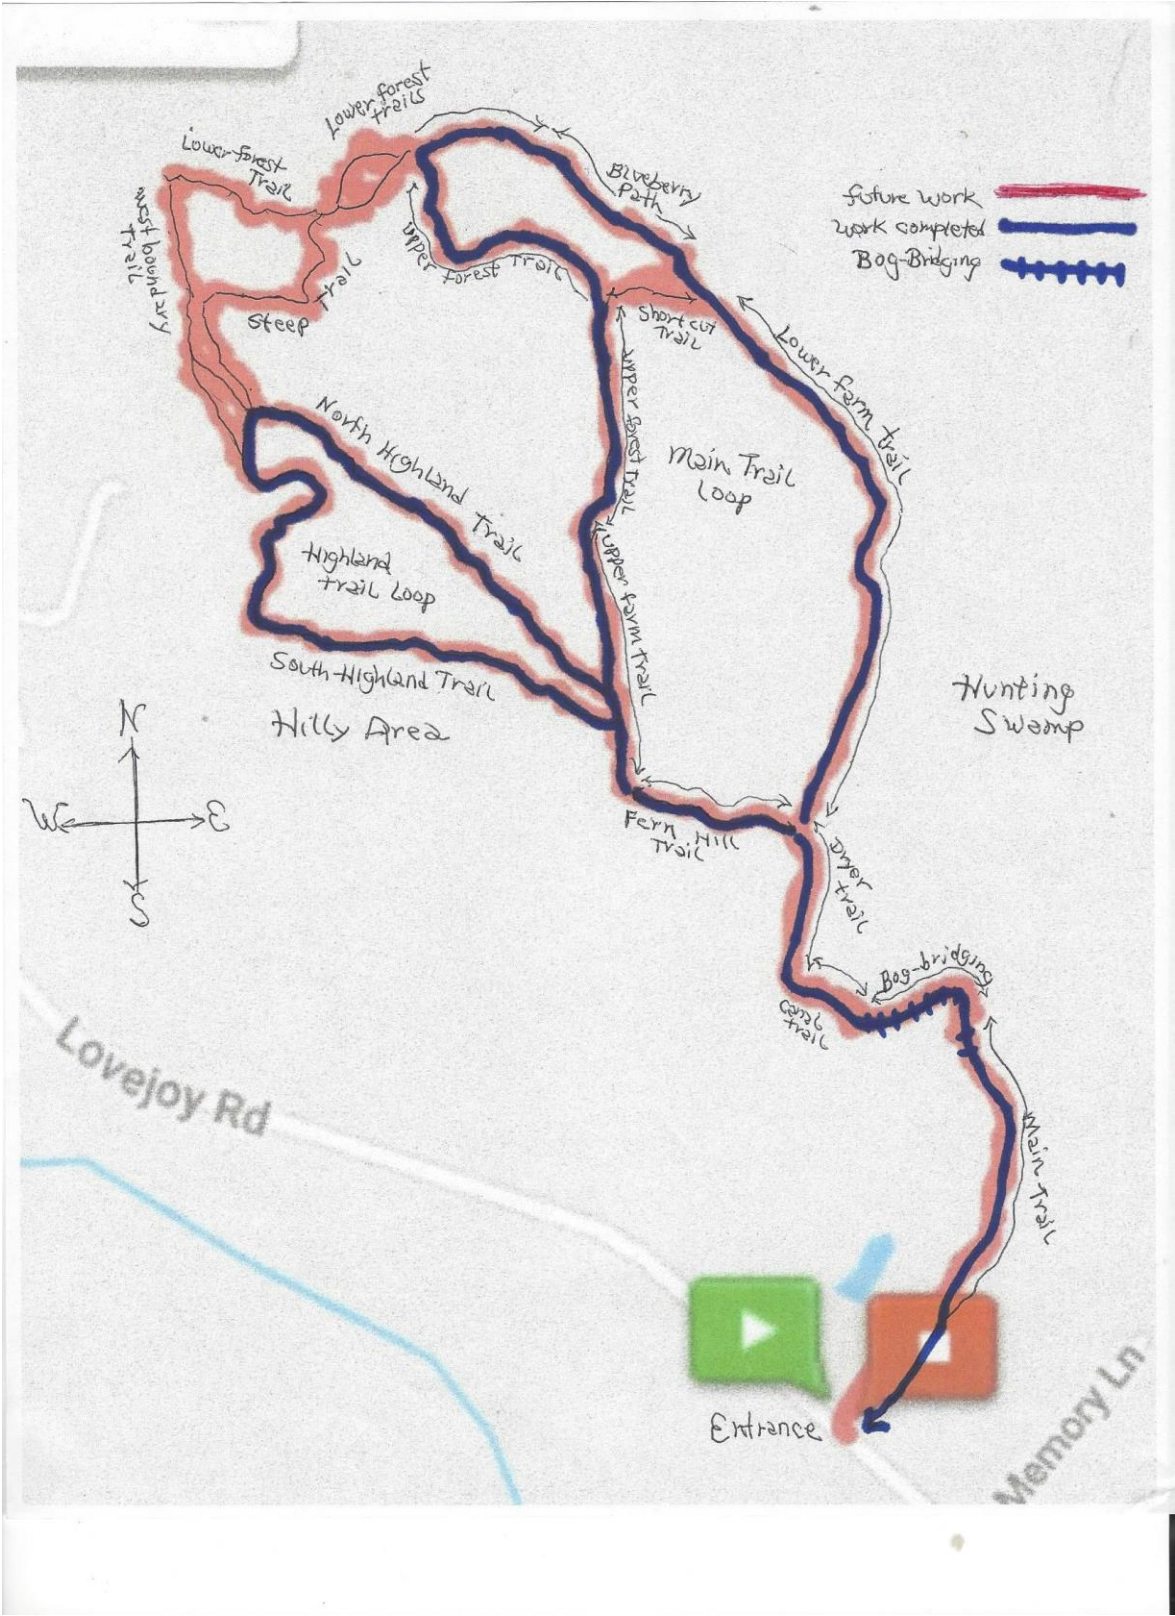 Lower forest
trails
Lower-forest
Trail
west boundary
Trail
Steep
Trail
upper forest Trail
Blueberry
Path
future work
work completed
Bog-Bridging
Short cut
Trail
Lower farm trail
upper forest Trail
Main Trail
Loop
North Highland Trail
upper farm Trail
Highland
trail Loop
South-Highland Trail
Hilly Area
Hunting
Swamp
N
W
E
S
Fern Hill
Trail
Dryer
trail
Bog-bridging
Canal
trail
Main-Trail
Lovejoy Rd
Entrance
Memory Ln